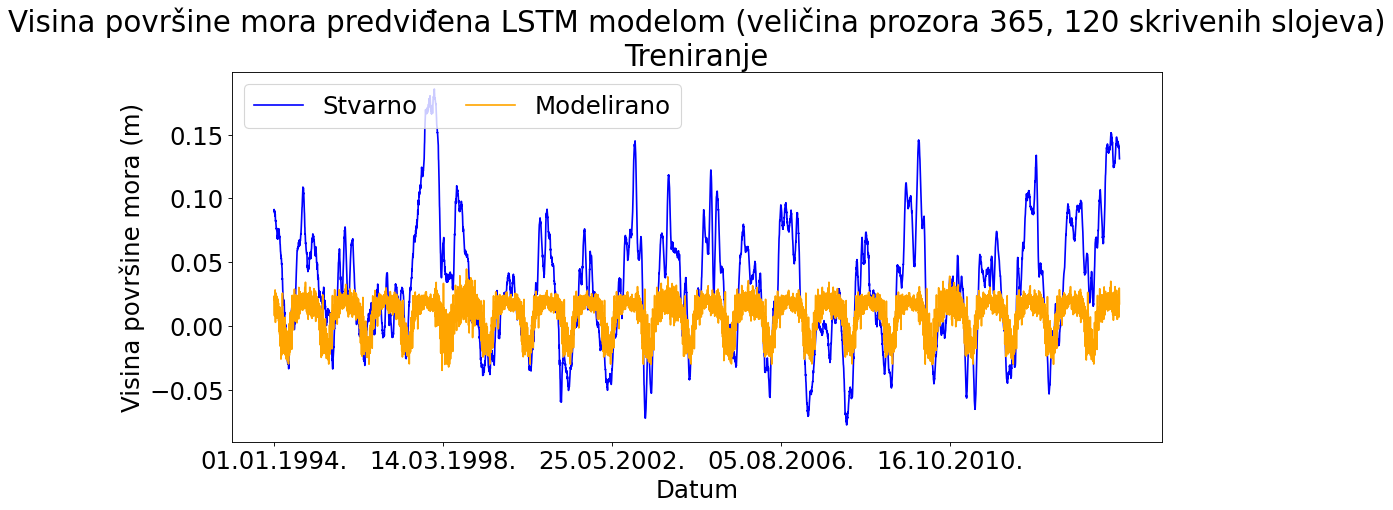 Visina površine mora predviđena LSTM modelom (veličina prozora 365, 120 skrivenih slojeva)
Treniranje
Stvarno Modelirano
Visina površine mora (m)
0.15
0.10
0.05
0.00
−0.05
01.01.1994. 14.03.1998. 25.05.2002. 05.08.2006. 16.10.2010.
Datum